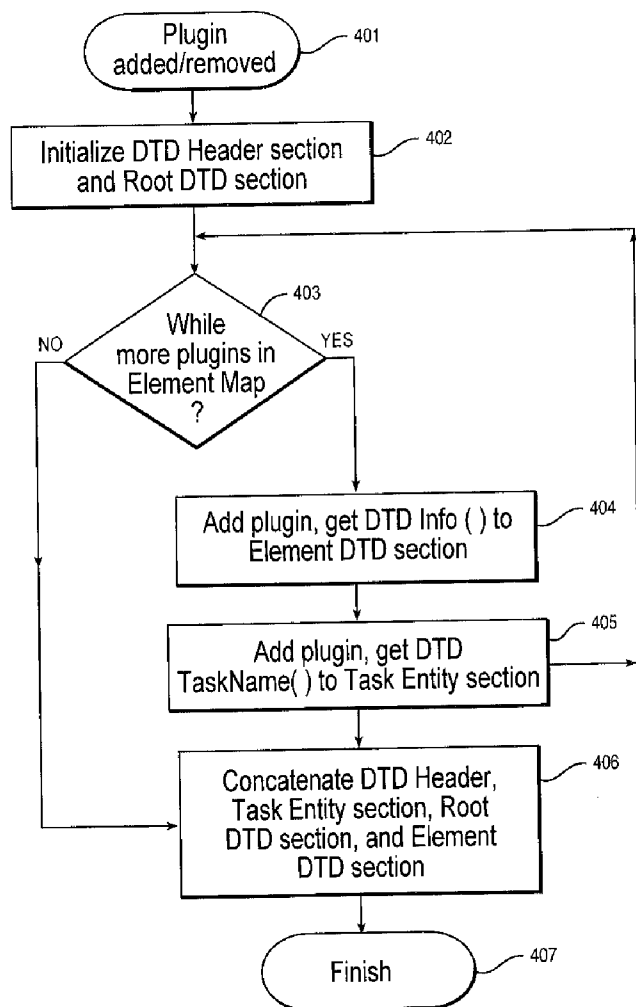 Plugin
added/removed
401
Initialize DTD Header section
and Root DTD section
402
403
While
more plugins in
Element Map
?
NO
YES
Add plugin, get DTD Info ( ) to
Element DTD section
404
Add plugin, get DTD
TaskName( ) to Task Entity section
405
Concatenate DTD Header,
Task Entity section, Root
DTD section, and Element
DTD section
406
Finish
407